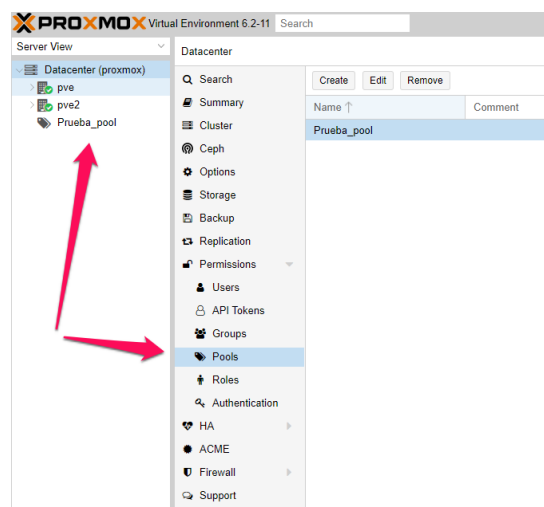 PROXMOX Virtual Environment 6.2-11 Search
Server View
Datacenter (proxmox)
pve
pve2
Prueba_pool
Datacenter
Search
Summary
Cluster
Ceph
Options
Storage
Backup
Replication
Permissions
Users
API Tokens
Groups
Pools
Roles
Authentication
HA
ACME
Firewall
Support
Create Edit Remove
Name Comment
Prueba_pool